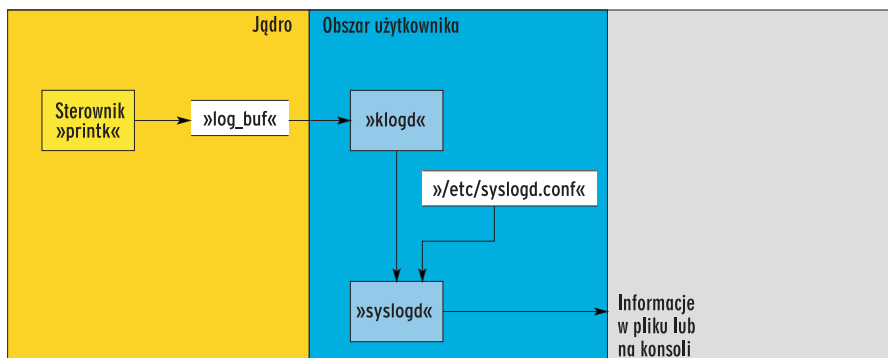 Jądro
Obszar użytkownika
Sterownik
»printk«
»log_buf«
»klogd«
»/etc/syslogd.conf«
»syslogd«
Informacje
w pliku lub
na konsoli